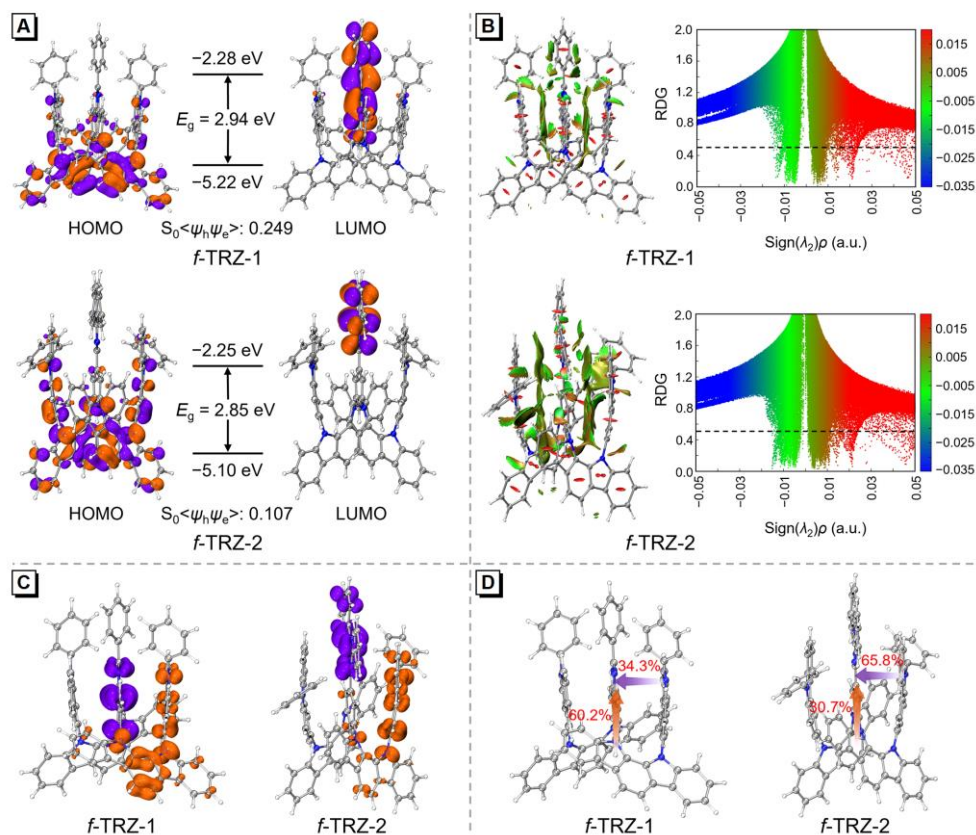 A
−2.28 eV
Eg = 2.94 eV
−5.22 eV
HOMO
LUMO
S0<ψhψe>: 0.249
f-TRZ-1
−2.25 eV
Eg = 2.85 eV
−5.10 eV
HOMO
LUMO
S0<ψhψe>: 0.107
f-TRZ-2
B
f-TRZ-1
RDG
2.0
1.6
1.2
0.8
0.4
0.0
-0.05
-0.03
-0.01
0.01
0.03
0.05
Sign(λ2)ρ (a.u.)
0.015
0.005
-0.005
-0.015
-0.025
-0.035
f-TRZ-2
RDG
2.0
1.6
1.2
0.8
0.4
0.0
-0.05
-0.03
-0.01
0.01
0.03
0.05
Sign(λ2)ρ (a.u.)
0.015
0.005
-0.005
-0.015
-0.025
-0.035
C
f-TRZ-1
f-TRZ-2
D
34.3%
60.2%
f-TRZ-1
65.8%
30.7%
f-TRZ-2